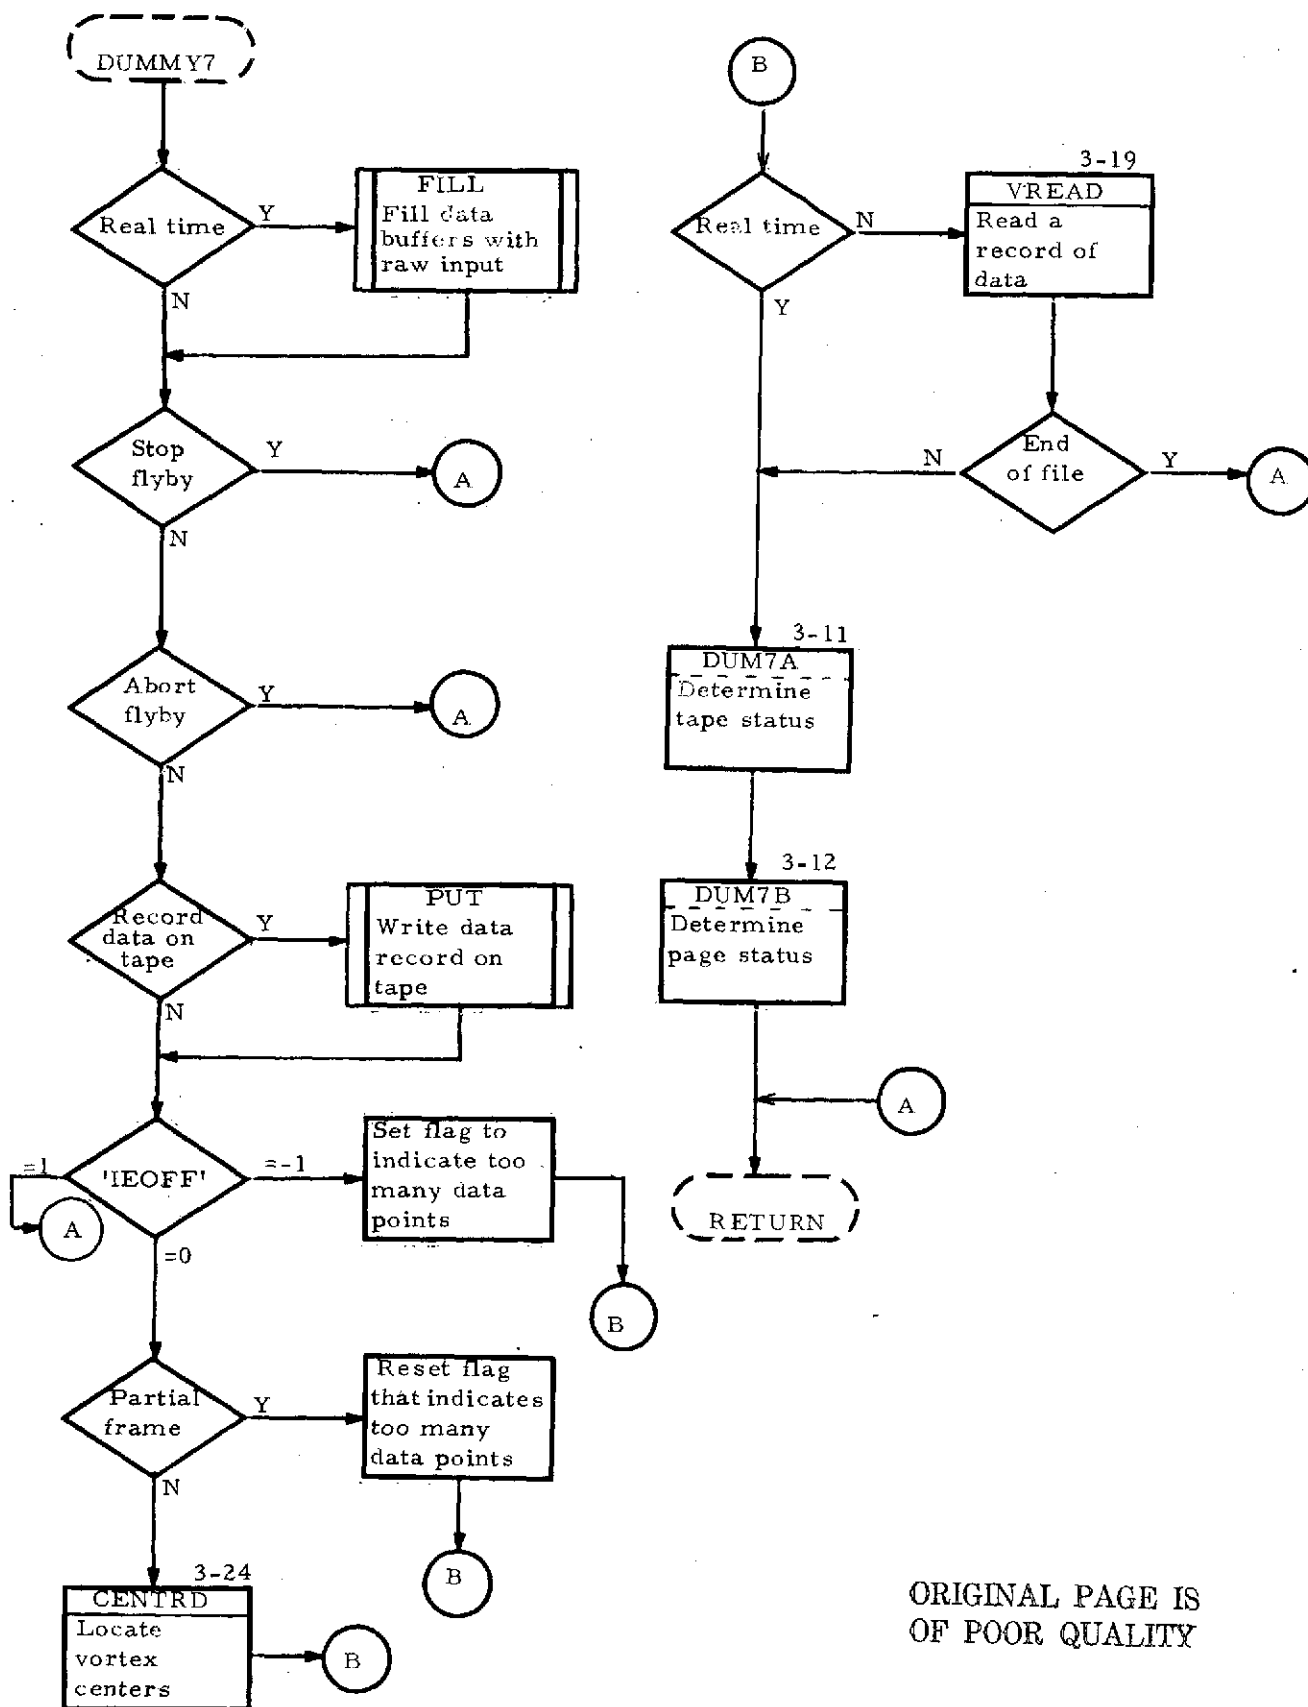 DUMMY7
Real time
Y
N
FILL
Fill data
buffers with
raw input
Stop
flyby
Y
N
A
Abort
flyby
Y
N
A
Record
data on
tape
Y
N
PUT
Write data
record on
tape
'IEOFF'
=1
=-1
=0
A
Set flag to
indicate too
many data
points
B
Partial
frame
Y
N
Reset flag
that indicates
too many
data points
B
3-24
CENTRD
Locate
vortex
centers
B
B
Real time
N
Y
3-19
VREAD
Read a
record of
data
End
of file
N
Y
A
3-11
DUM7A
Determine
tape status
3-12
DUM7B
Determine
page status
A
RETURN
ORIGINAL PAGE IS
OF POOR QUALITY